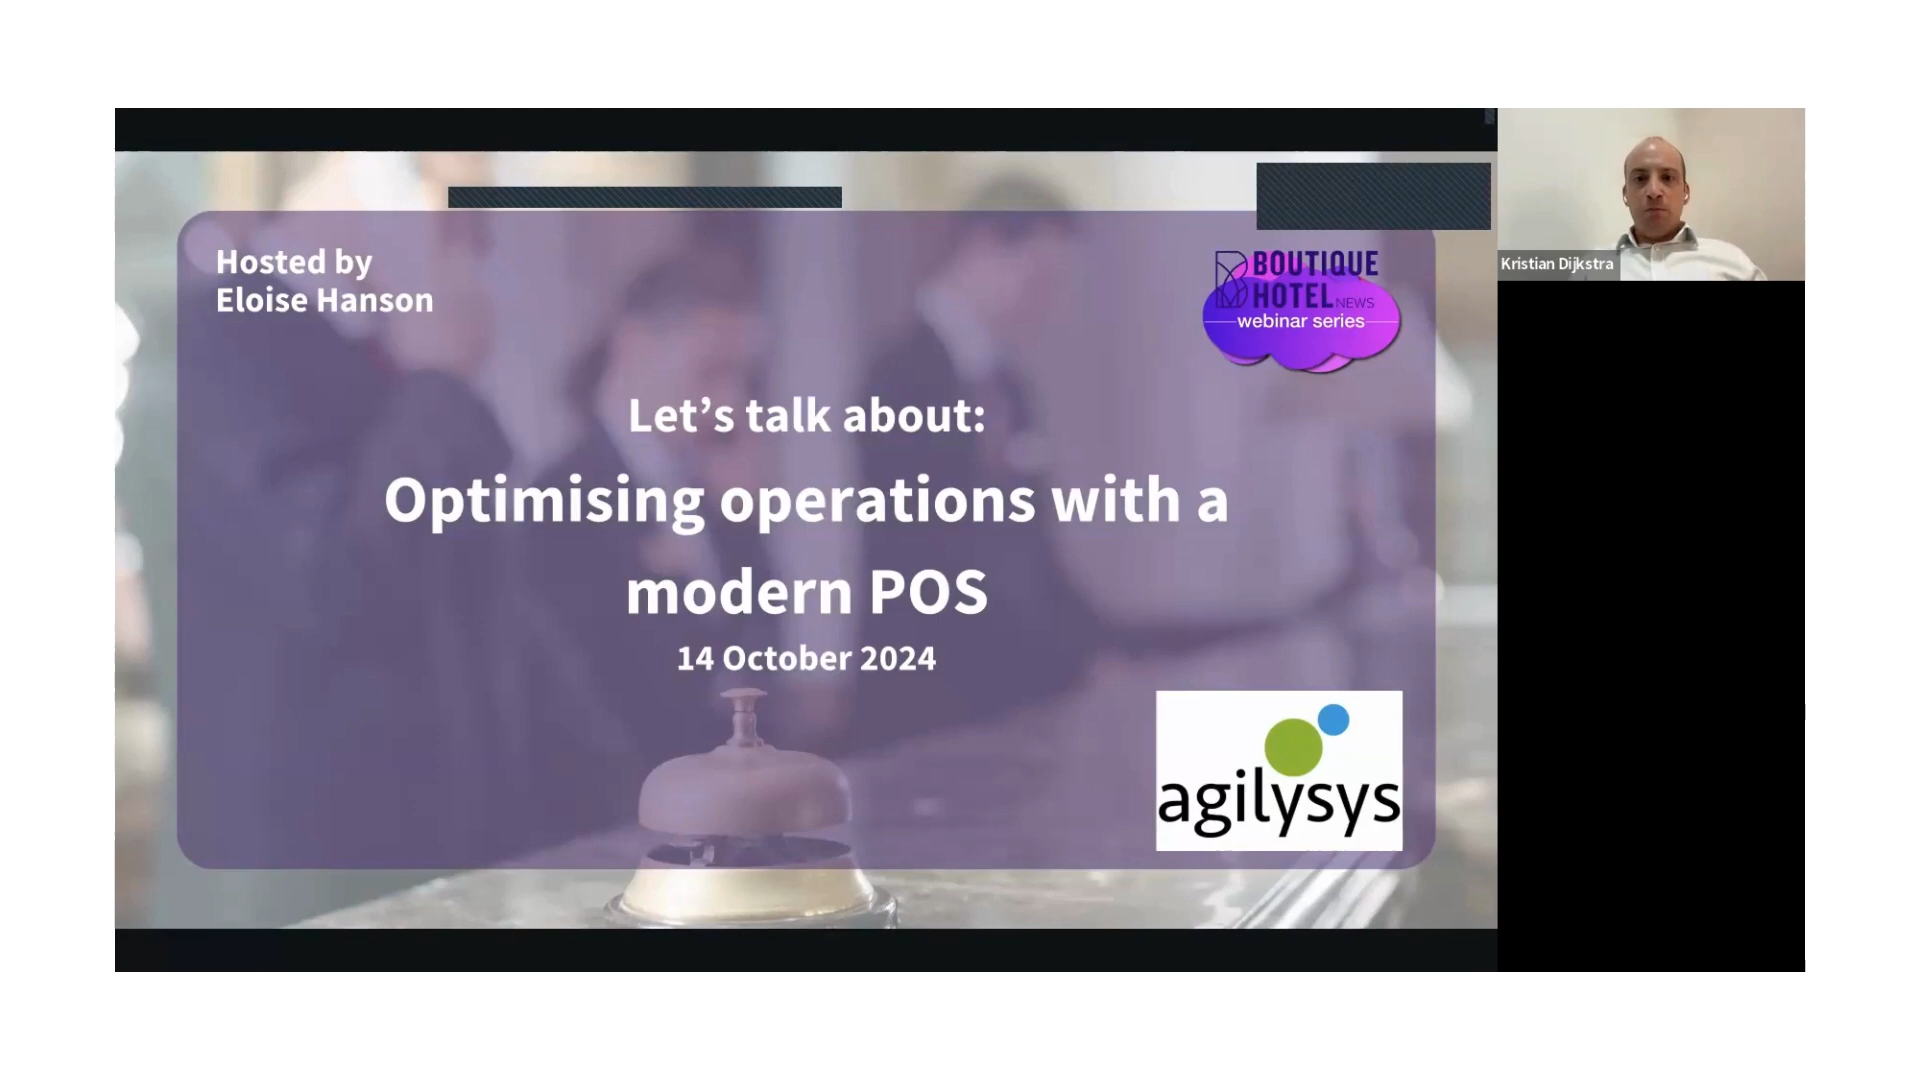 Hosted by
Eloise Hanson
BOUTIQUE
HOTEL NEWS
webinar series
Kristian Dijkstra
Let’s talk about:
Optimising operations with a
modern POS
14 October 2024
agilysys